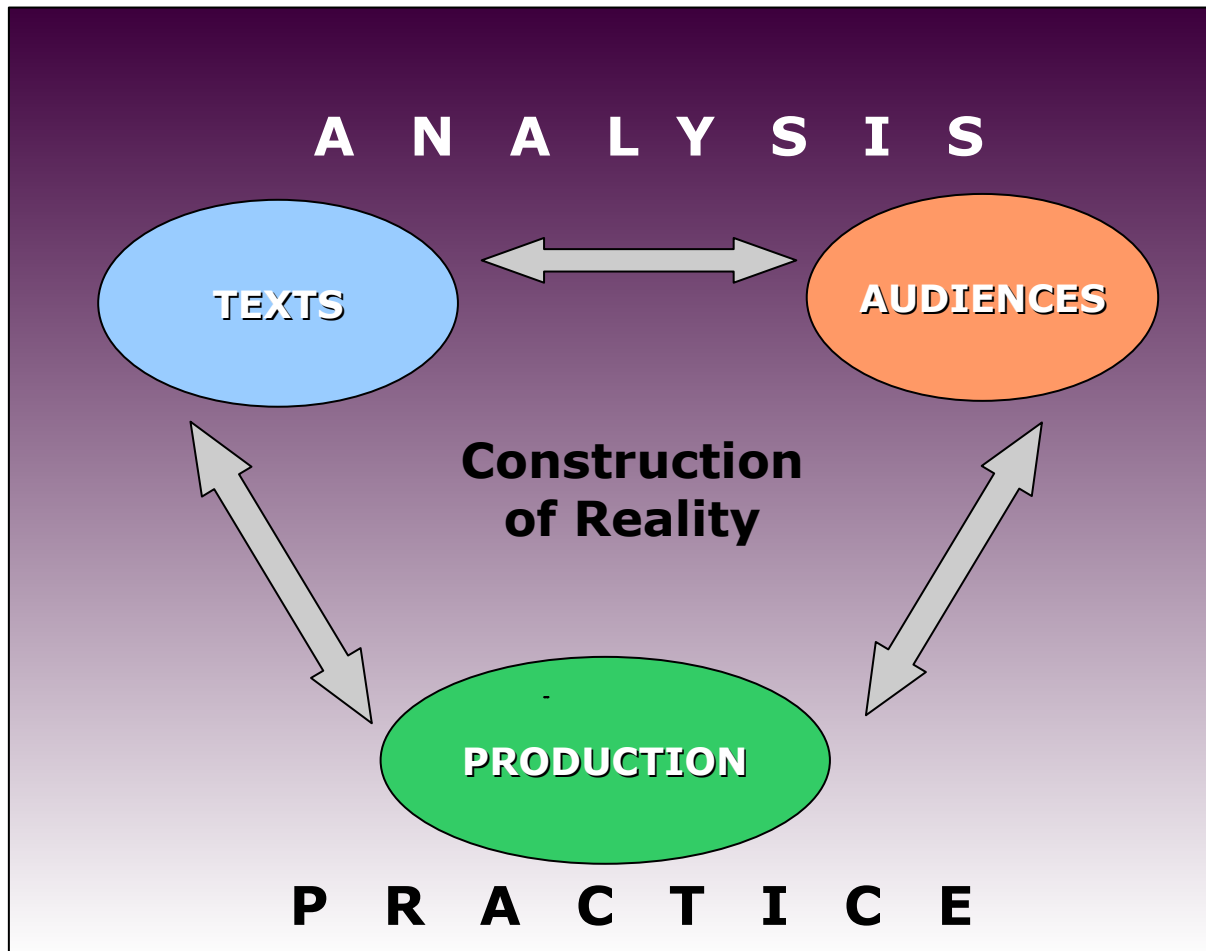 A N A L Y S I S
TEXTS
AUDIENCES
Construction
of Reality
-
PRODUCTION
P R A C T I C E